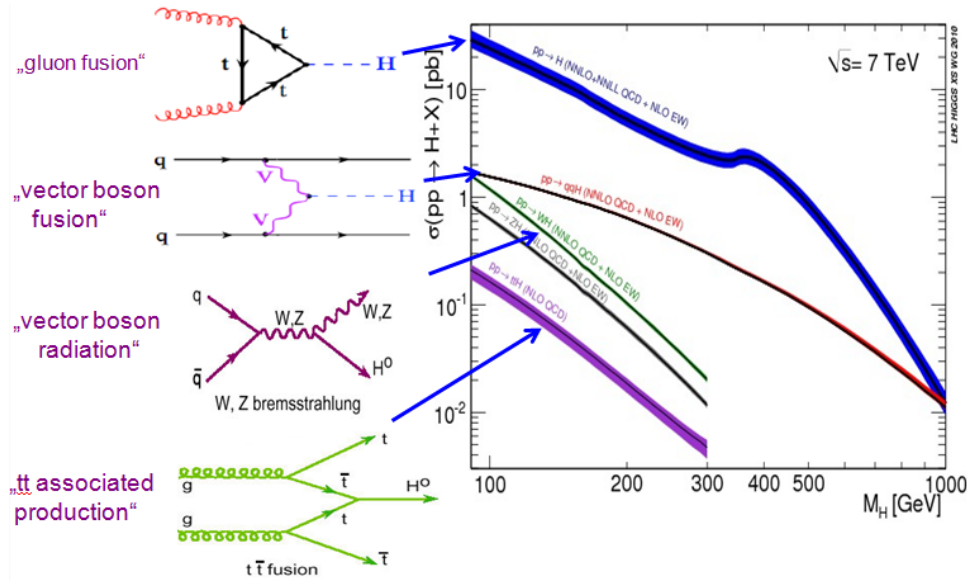 „gluon fusion“
t
t
t
H
„vector boson
fusion“
q
V
V
H
q
„vector boson
radiation“
q
W,Z
W,Z
q̅
H⁰
W, Z bremsstrahlung
„tt associated
production“
g
t
t̅
H⁰
t
g
t̅
t t̅ fusion
σ(pp → H+X) [pb]
√s= 7 TeV
LHC HIGGS XS WG 2010
pp → H (NNLO+NNLL QCD + NLO EW)
pp → qqH (NNLO QCD + NLO EW)
pp → WH (NNLO QCD + NLO EW)
pp → ZH (NNLO QCD +NLO EW)
pp → ttH (NLO QCD)
10
1
10⁻¹
10⁻²
100 200 300 400 500 1000
M_H [GeV]